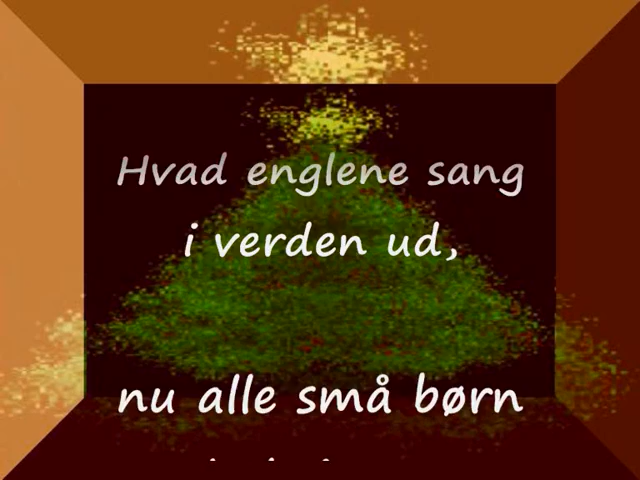 Hvad englene sang
i verden ud,
nu alle små børn